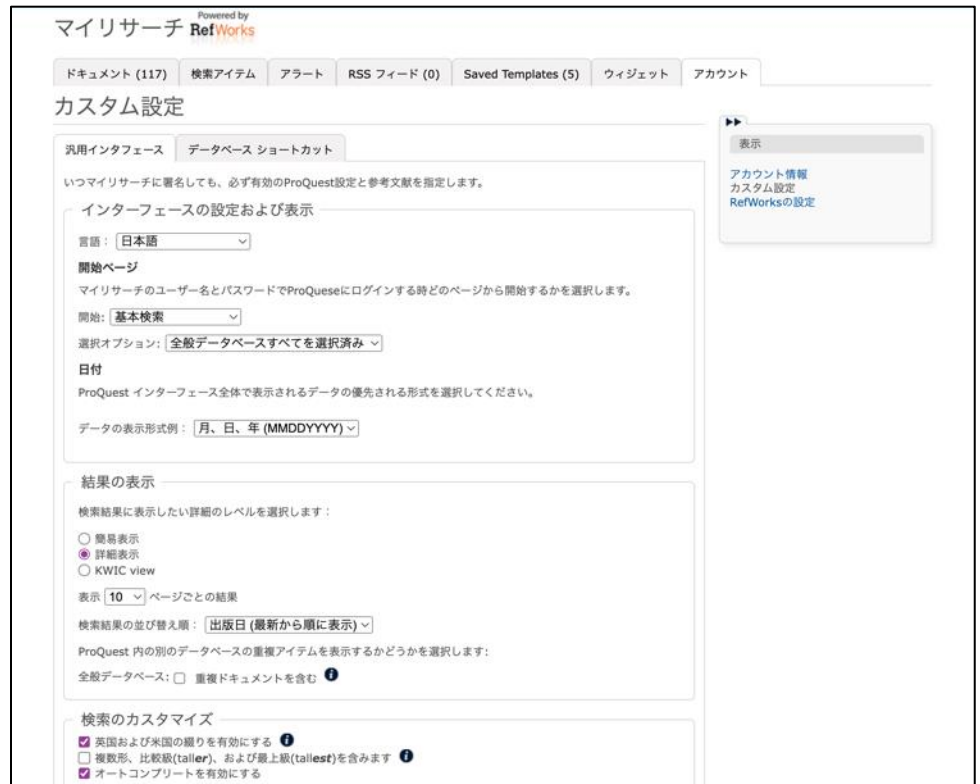 マイリサーチ Powered by RefWorks
ドキュメント (117) 検索アイテム アラート RSS フィード (0) Saved Templates (5) ウィジェット アカウント
カスタム設定
汎用インタフェース データベース ショートカット
いつマイリサーチに署名しても、必ず有効のProQuest設定と参考文献を指定します。
インターフェースの設定および表示
言語： 日本語
開始ページ
マイリサーチのユーザー名とパスワードでProQueseにログインする時どのページから開始するかを選択します。
開始: 基本検索
選択オプション: 全般データベースすべてを選択済み
日付
ProQuest インターフェース全体で表示されるデータの優先される形式を選択してください。
データの表示形式例： 月、日、年 (MMDDYYYY)
結果の表示
検索結果に表示したい詳細のレベルを選択します：
簡易表示
詳細表示
KWIC view
表示 10 ページごとの結果
検索結果の並び替え順： 出版日 (最新から順に表示)
ProQuest 内の別のデータベースの重複アイテムを表示するかどうかを選択します:
全般データベース: 重複ドキュメントを含む
検索のカスタマイズ
英国および米国の綴りを有効にする
複数形、比較級(taller)、および最上級(tallest)を含みます
オートコンプリートを有効にする
表示
アカウント情報
カスタム設定
RefWorksの設定